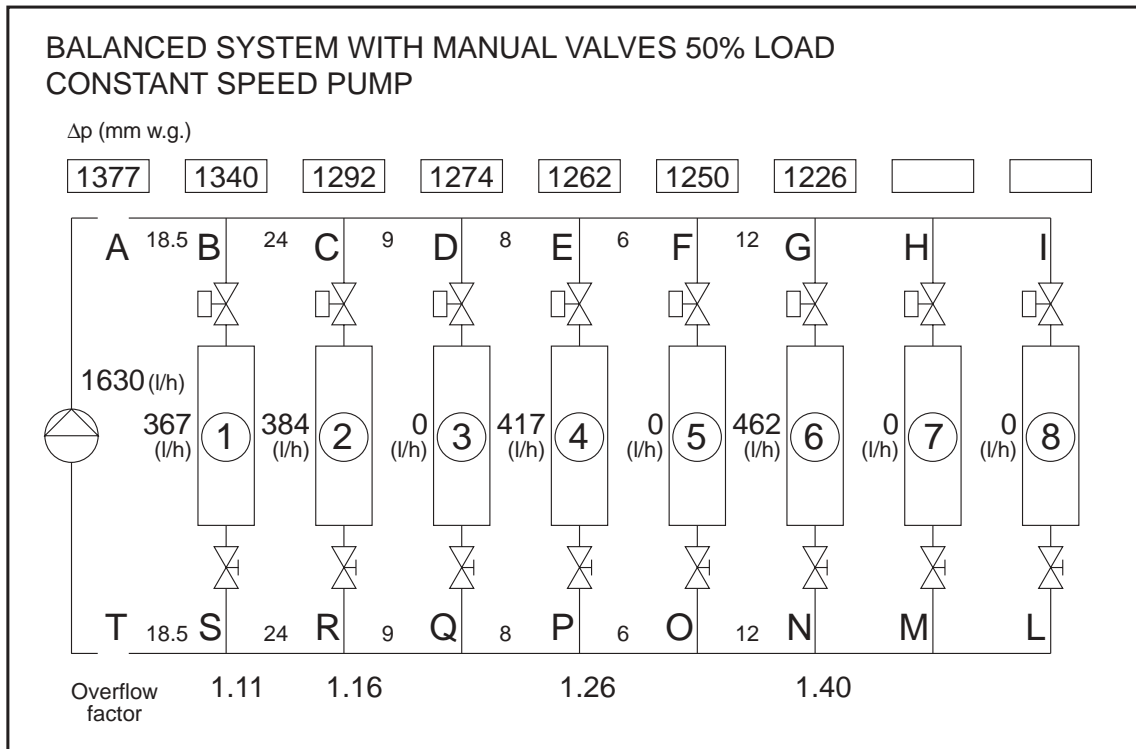 BALANCED SYSTEM WITH MANUAL VALVES 50% LOAD
CONSTANT SPEED PUMP
Δp (mm w.g.)
1377 1340 1292 1274 1262 1250 1226
A 18.5 B 24 C 9 D 8 E 6 F 12 G H I
1630 (l/h)
367 1 384 2 0 3 417 4 0 5 462 6 0 7 0 8
(l/h) (l/h) (l/h) (l/h) (l/h) (l/h) (l/h) (l/h)
T 18.5 S 24 R 9 Q 8 P 6 O 12 N M L
Overflow 1.11 1.16 1.26 1.40
factor